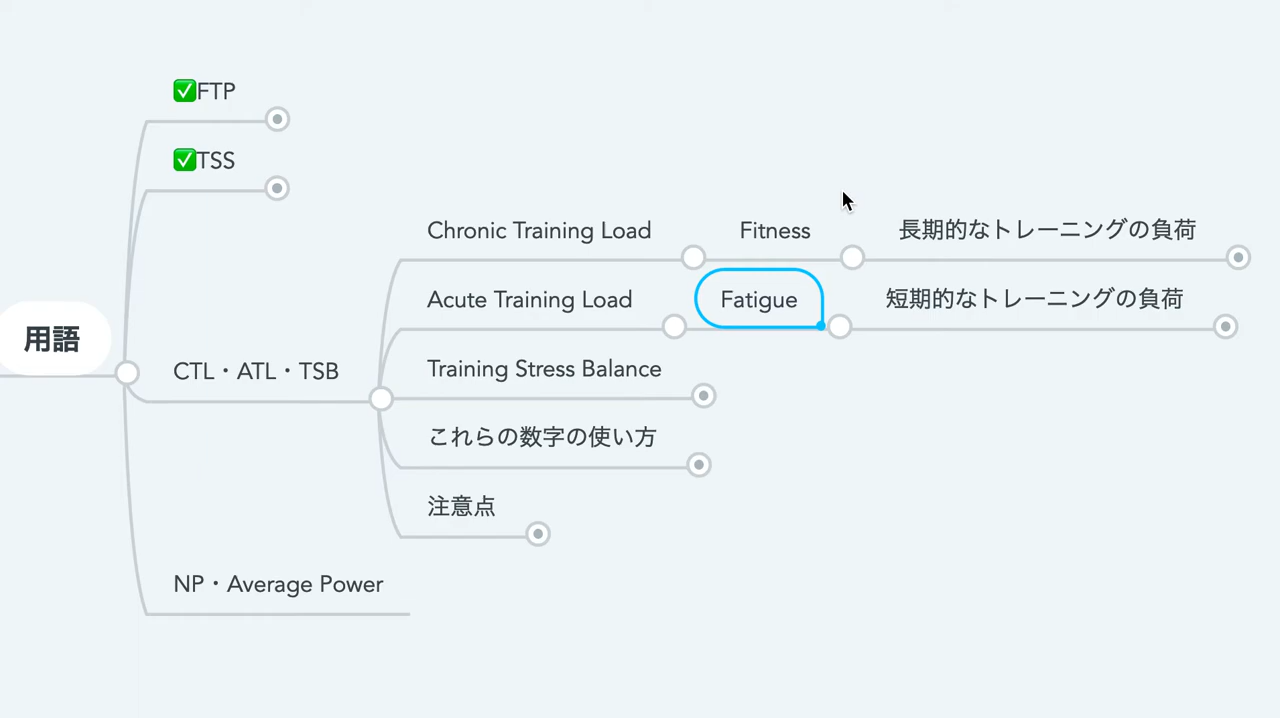 ✅FTP
✅TSS
用語
CTL・ATL・TSB
Chronic Training Load Fitness 長期的なトレーニングの負荷
Acute Training Load Fatigue 短期的なトレーニングの負荷
Training Stress Balance
これらの数字の使い方
注意点
NP・Average Power